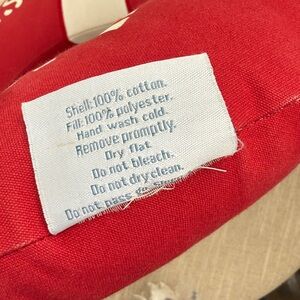 Shell:100% cotton.
Fill:100% polyester.
Hand wash cold.
Remove promptly.
Dry flat.
Do not bleach.
Do not dry clean.
Do not pass go